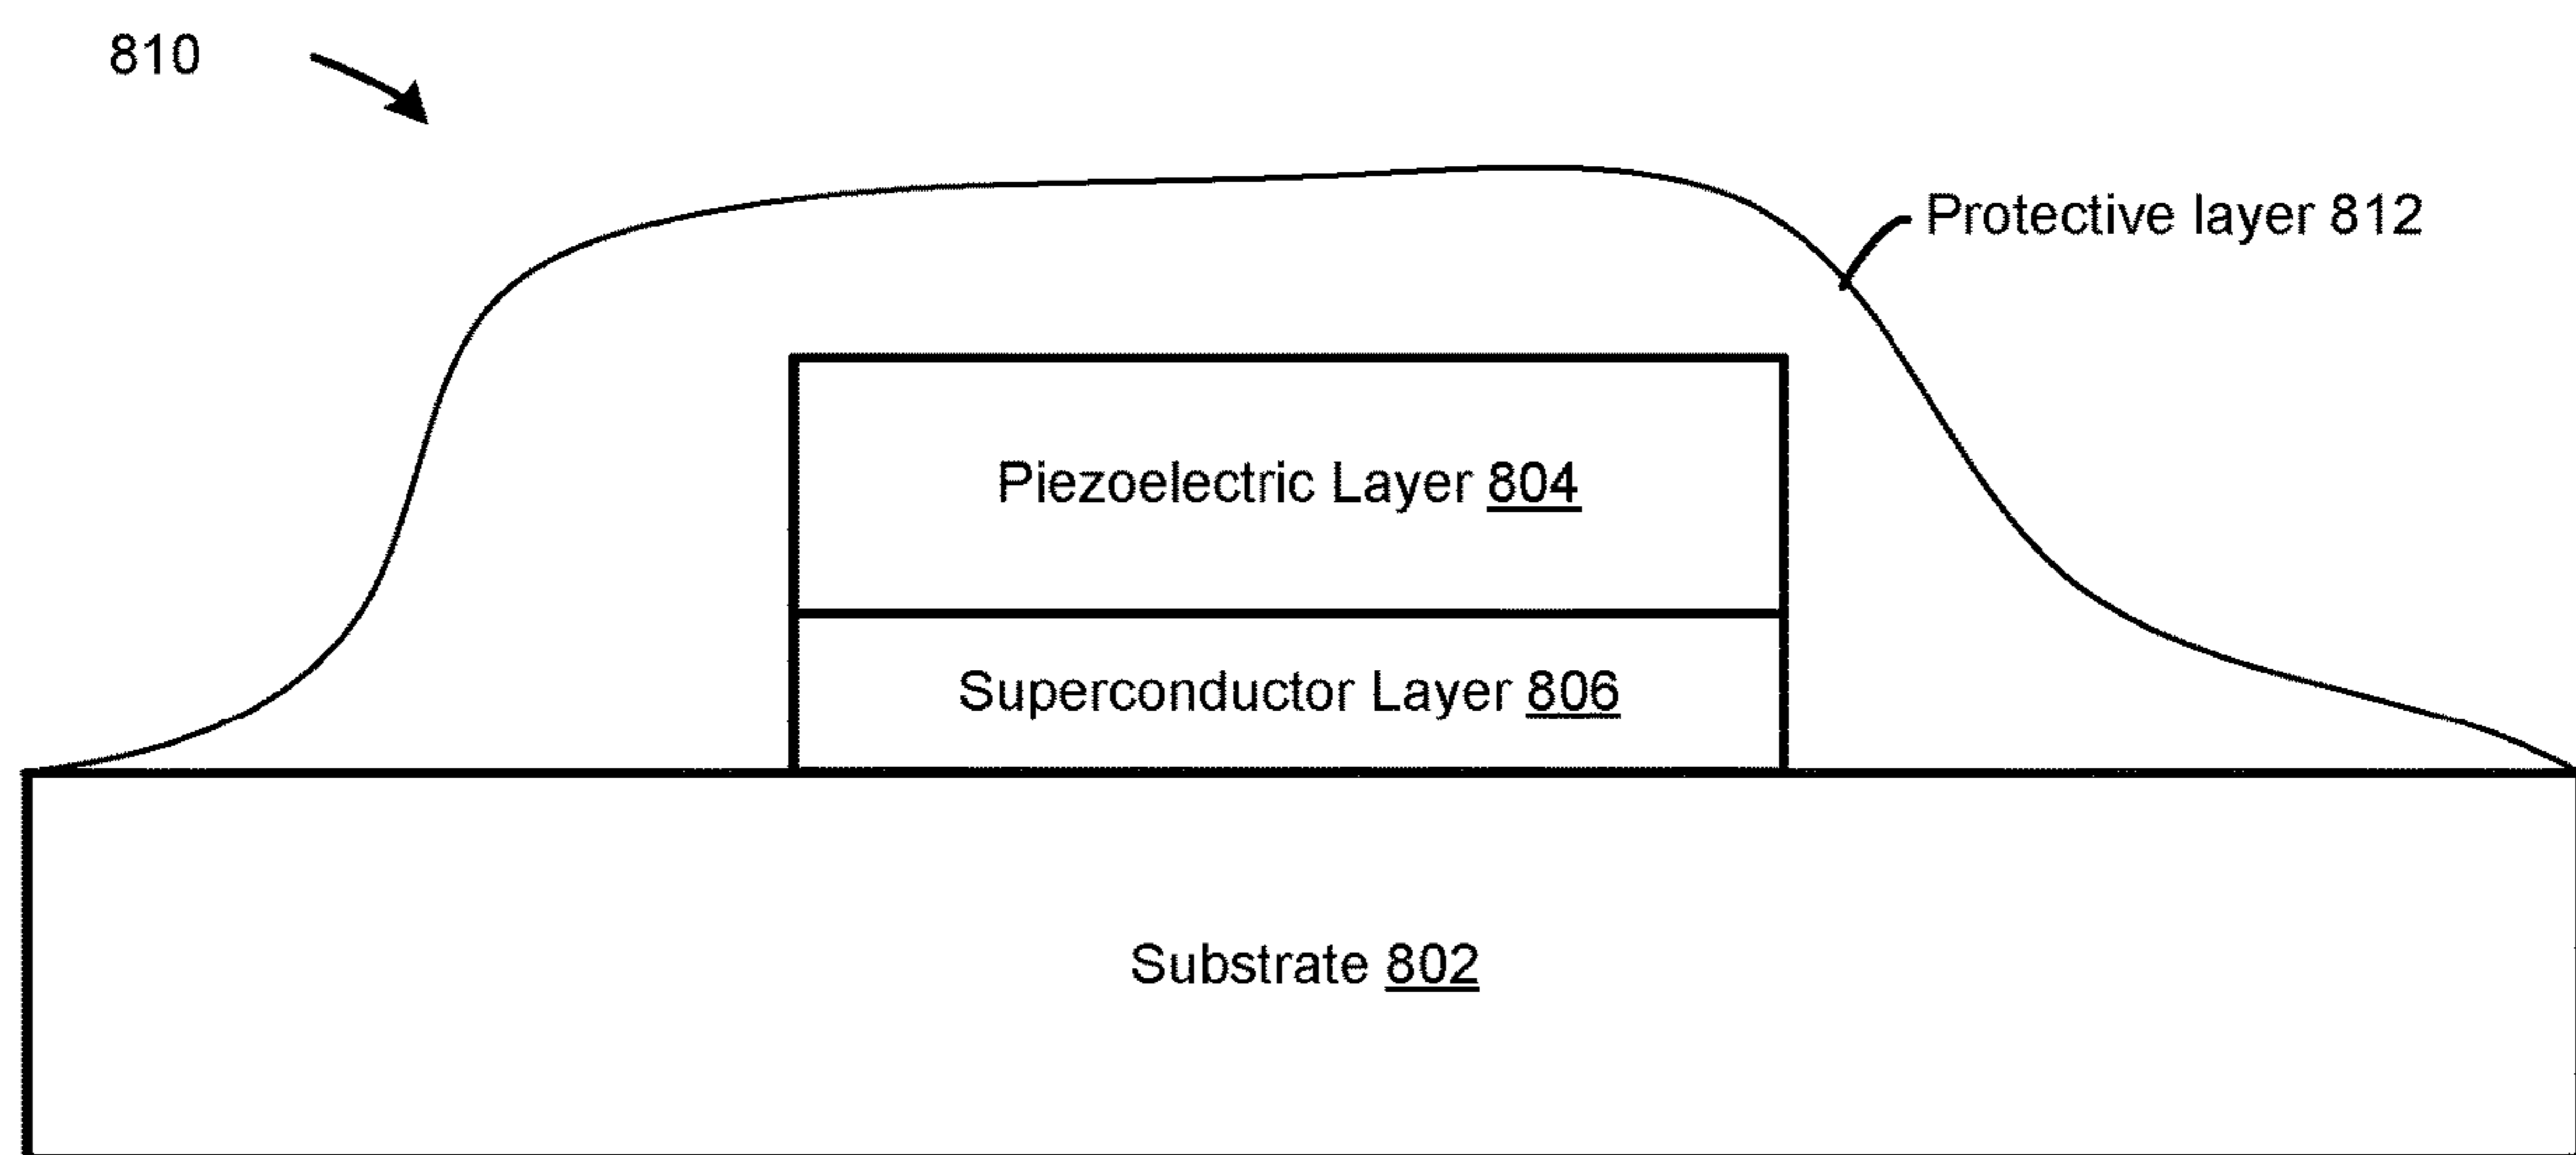 810
Protective layer 812
Piezoelectric Layer 804
Superconductor Layer 806
Substrate 802